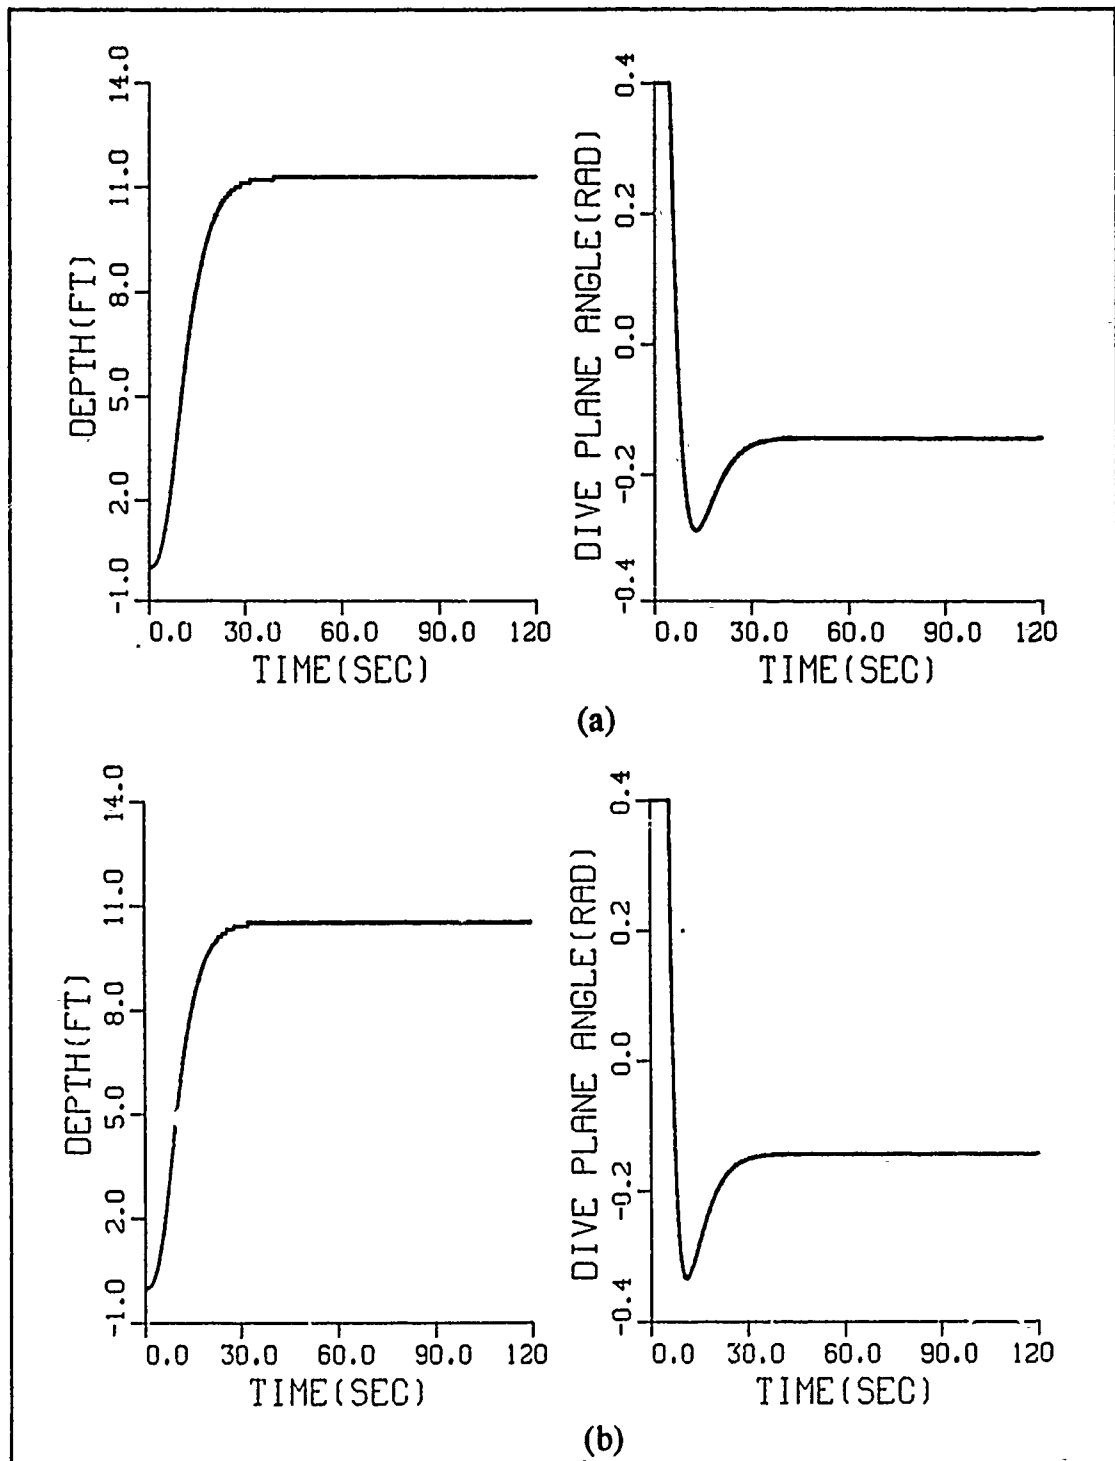 DEPTH(FT)
14.0
11.0
8.0
5.0
2.0
-1.0
0.0 30.0 60.0 90.0 120
TIME(SEC)
DIVE PLANE ANGLE(RAD)
0.4
0.2
0.0
-0.2
-0.4
0.0 30.0 60.0 90.0 120
TIME(SEC)
(a)
DEPTH(FT)
14.0
11.0
8.0
5.0
2.0
-1.0
0.0 30.0 60.0 90.0 120
TIME(SEC)
DIVE PLANE ANGLE(RAD)
0.4
0.2
0.0
-0.2
-0.4
0.0 30.0 60.0 90.0 120
TIME(SEC)
(b)